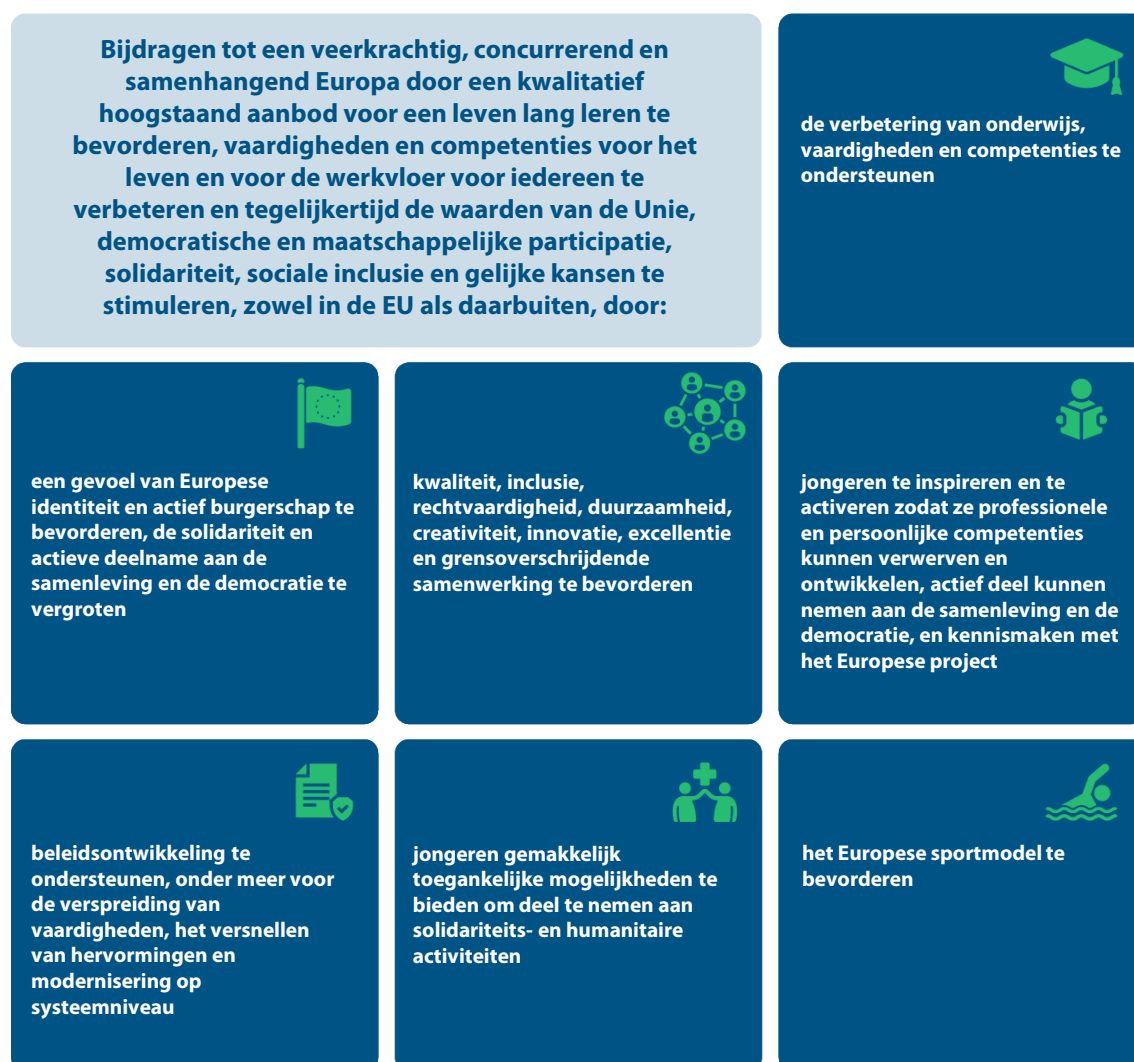 Bijdragen tot een veerkrachtig, concurrerend en
samenhangend Europa door een kwalitatief
hoogstaand aanbod voor een leven lang leren te
bevorderen, vaardigheden en competenties voor het
leven en voor de werkvloer voor iedereen te
verbeteren en tegelijkertijd de waarden van de Unie,
democratische en maatschappelijke participatie,
solidariteit, sociale inclusie en gelijke kansen te
stimuleren, zowel in de EU als daarbuiten, door:
de verbetering van onderwijs,
vaardigheden en competenties te
ondersteunen
een gevoel van Europese
identiteit en actief burgerschap te
bevorderen, de solidariteit en
actieve deelname aan de
samenleving en de democratie te
vergroten
kwaliteit, inclusie,
rechtvaardigheid, duurzaamheid,
creativiteit, innovatie, excellentie
en grensoverschrijdende
samenwerking te bevorderen
jongeren te inspireren en te
activeren zodat ze professionele
en persoonlijke competenties
kunnen verwerven en
ontwikkelen, actief deel kunnen
nemen aan de samenleving en de
democratie, en kennismaken met
het Europese project
beleidsontwikkeling te
ondersteunen, onder meer voor
de verspreiding van
vaardigheden, het versnellen
van hervormingen en
modernisering op
systeemniveau
jongeren gemakkelijk
toegankelijke mogelijkheden te
bieden om deel te nemen aan
solidariteits- en humanitaire
activiteiten
het Europese sportmodel te
bevorderen